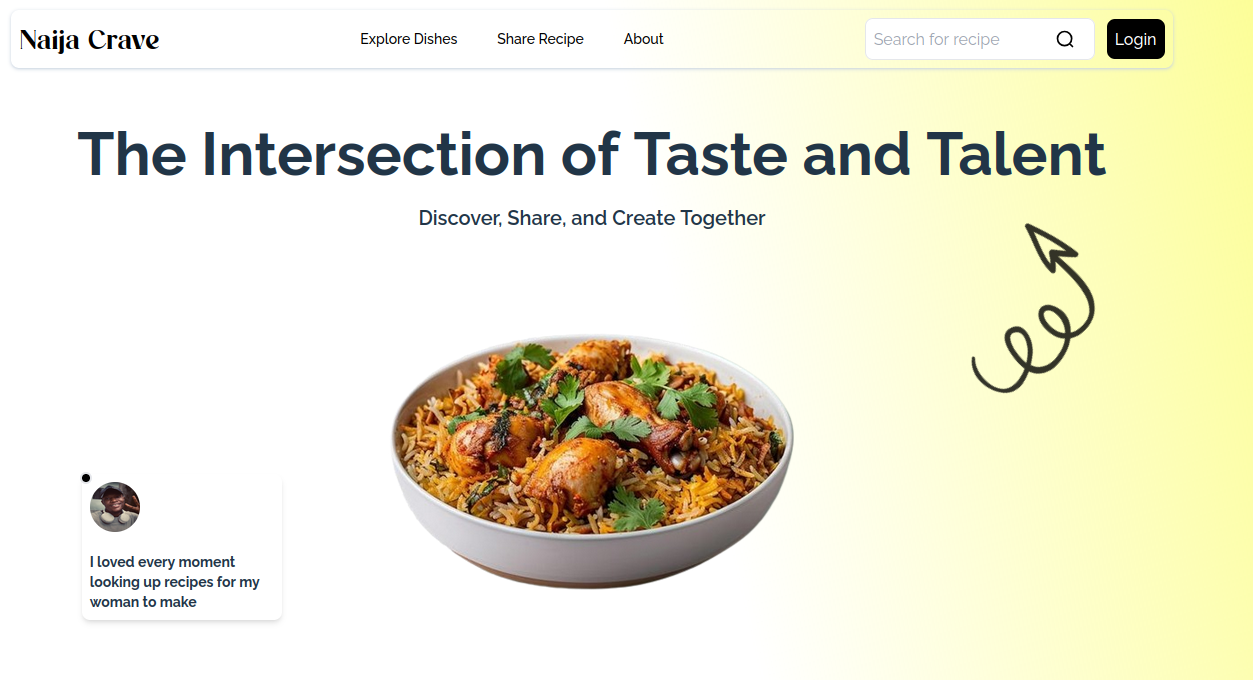 Naija Crave
Explore Dishes
Share Recipe
About
Search for recipe
Login
The Intersection of Taste and Talent
Discover, Share, and Create Together
I loved every moment
looking up recipes for my
woman to make